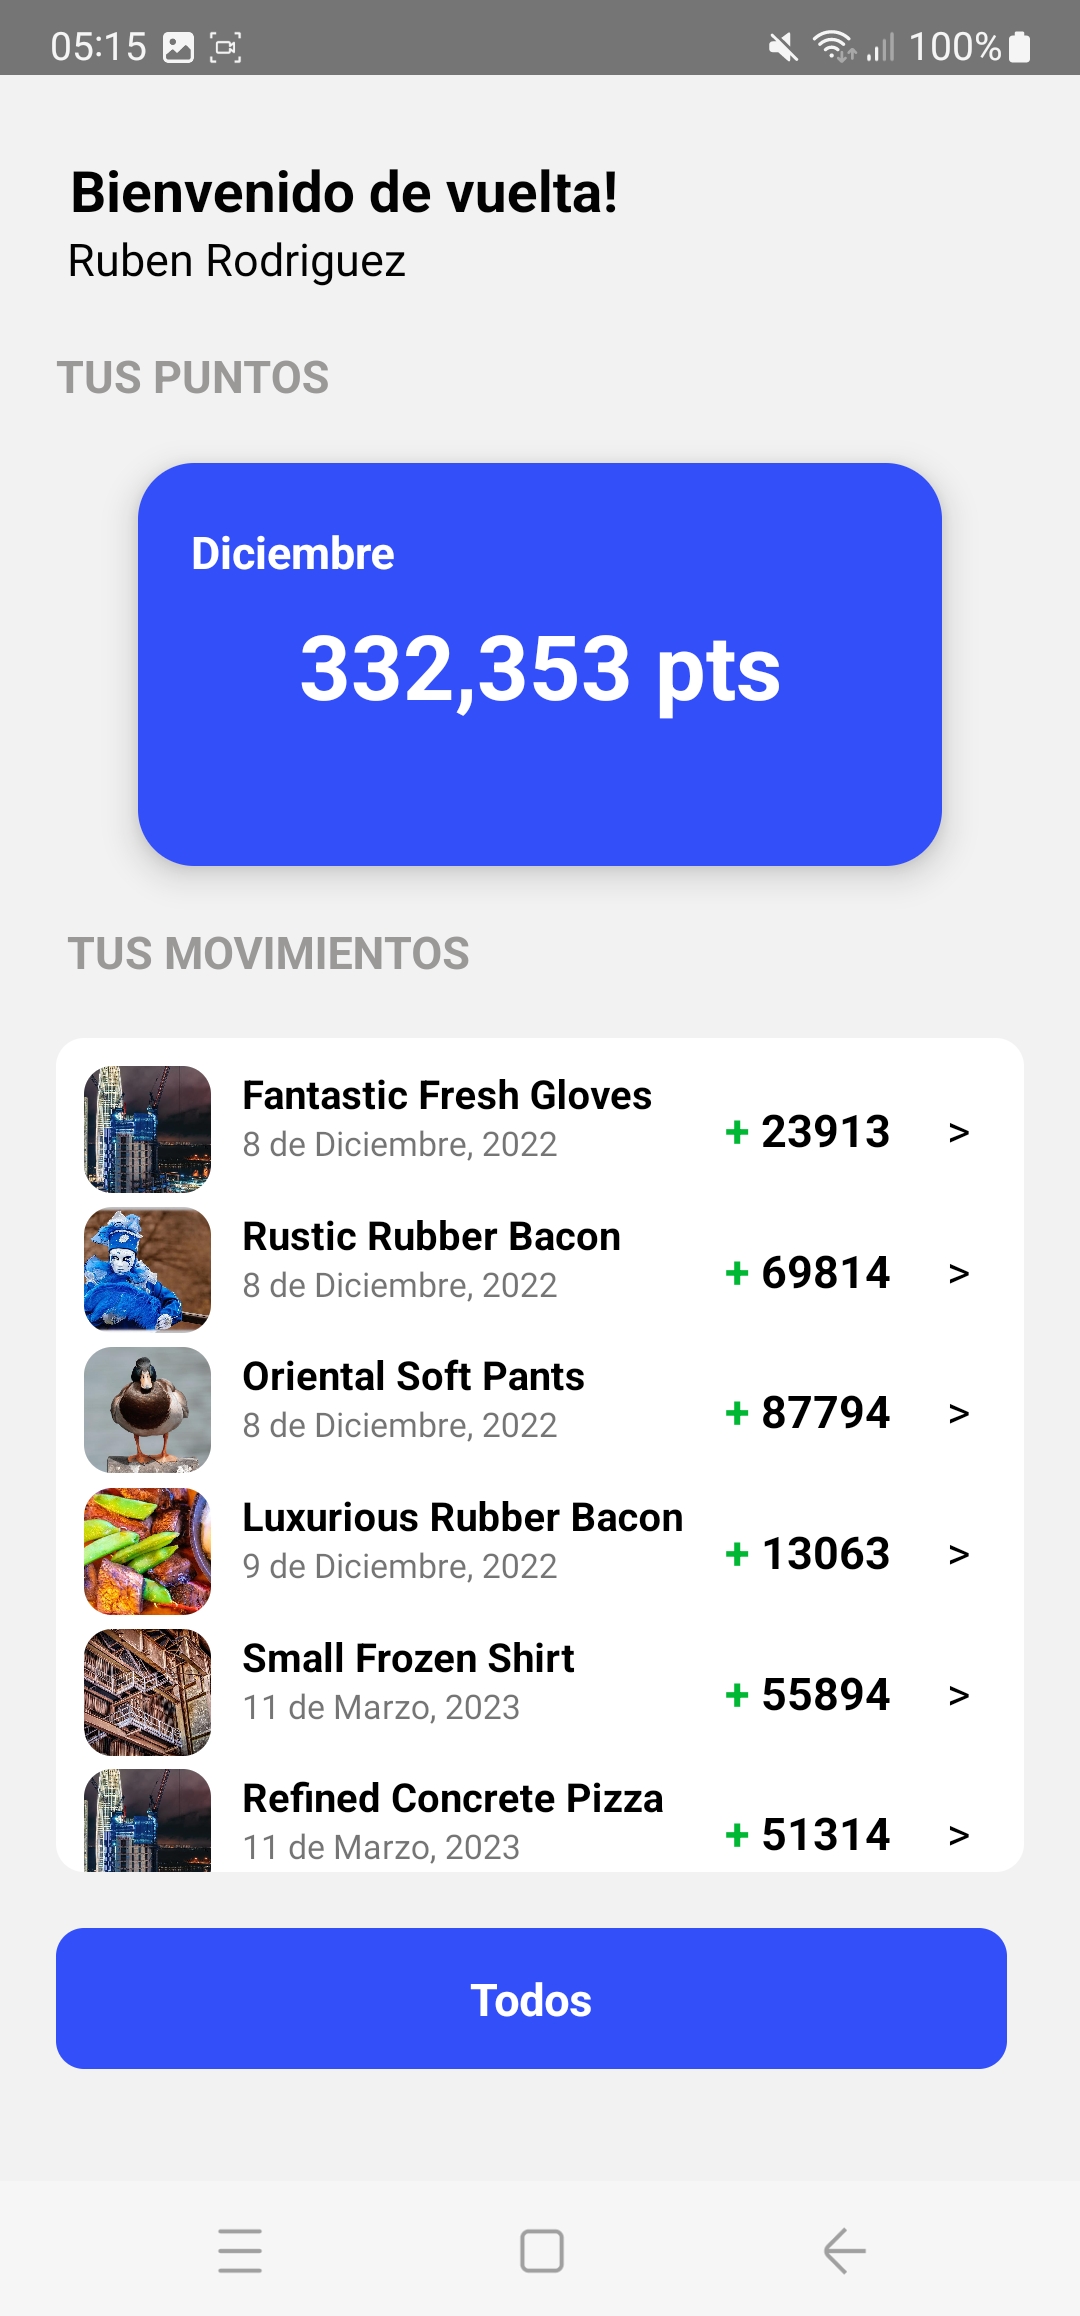 05:15 100%
Bienvenido de vuelta!
Ruben Rodriguez
TUS PUNTOS
Diciembre
332,353 pts
TUS MOVIMIENTOS
Fantastic Fresh Gloves
8 de Diciembre, 2022
+ 23913 >
Rustic Rubber Bacon
8 de Diciembre, 2022
+ 69814 >
Oriental Soft Pants
8 de Diciembre, 2022
+ 87794 >
Luxurious Rubber Bacon
9 de Diciembre, 2022
+ 13063 >
Small Frozen Shirt
11 de Marzo, 2023
+ 55894 >
Refined Concrete Pizza
11 de Marzo, 2023
+ 51314 >
Todos